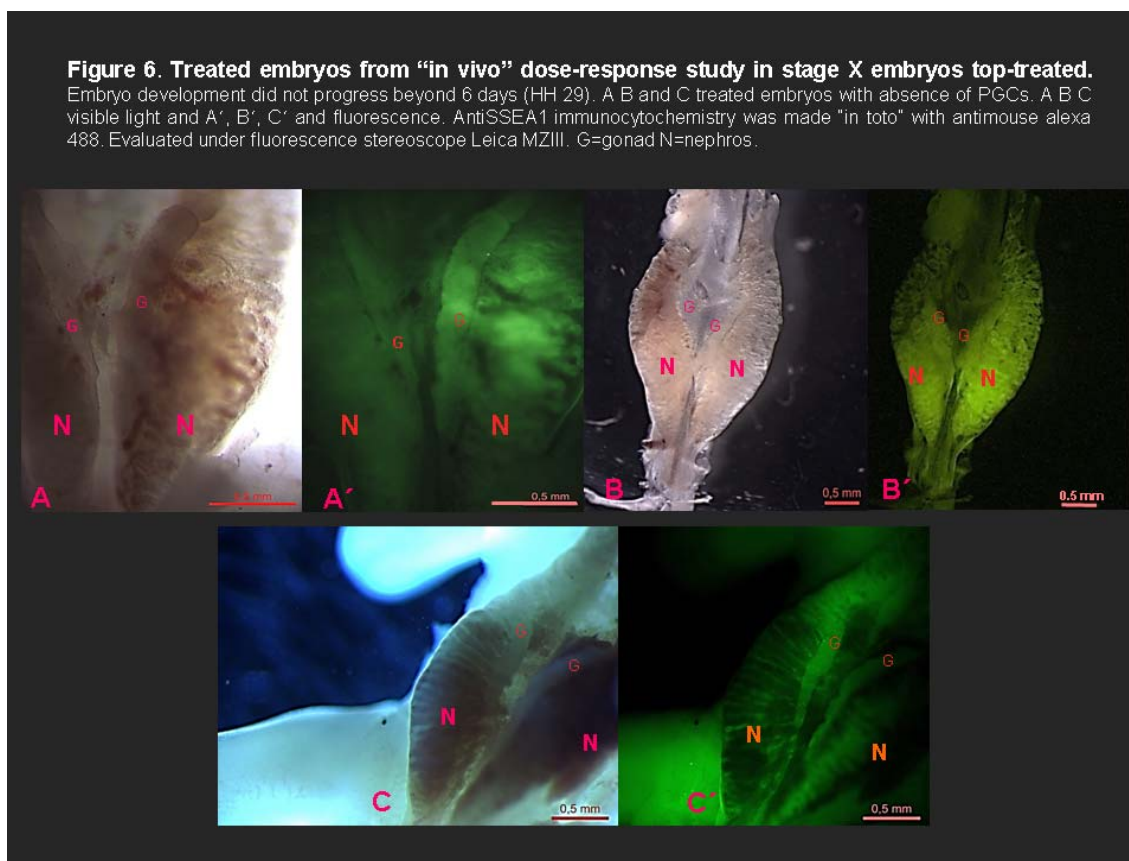 Figure 6. Treated embryos from “in vivo” dose-response study in stage X embryos top-treated.
Embryo development did not progress beyond 6 days (HH 29). A B and C treated embryos with absence of PGCs. A B C
visible light and A´, B´, C´ and fluorescence. AntiSSEA1 immunocytochemistry was made “in toto” with antimouse alexa
488. Evaluated under fluorescence stereoscope Leica MZIII. G=gonad N=nephros.
G G N N A 0,5 mm
G G N N A´ 0,5 mm
G G N N B 0,5 mm
G G N N B´ 0.5 mm
G G N N C 0,5 mm
G G N N C´ 0,5 mm